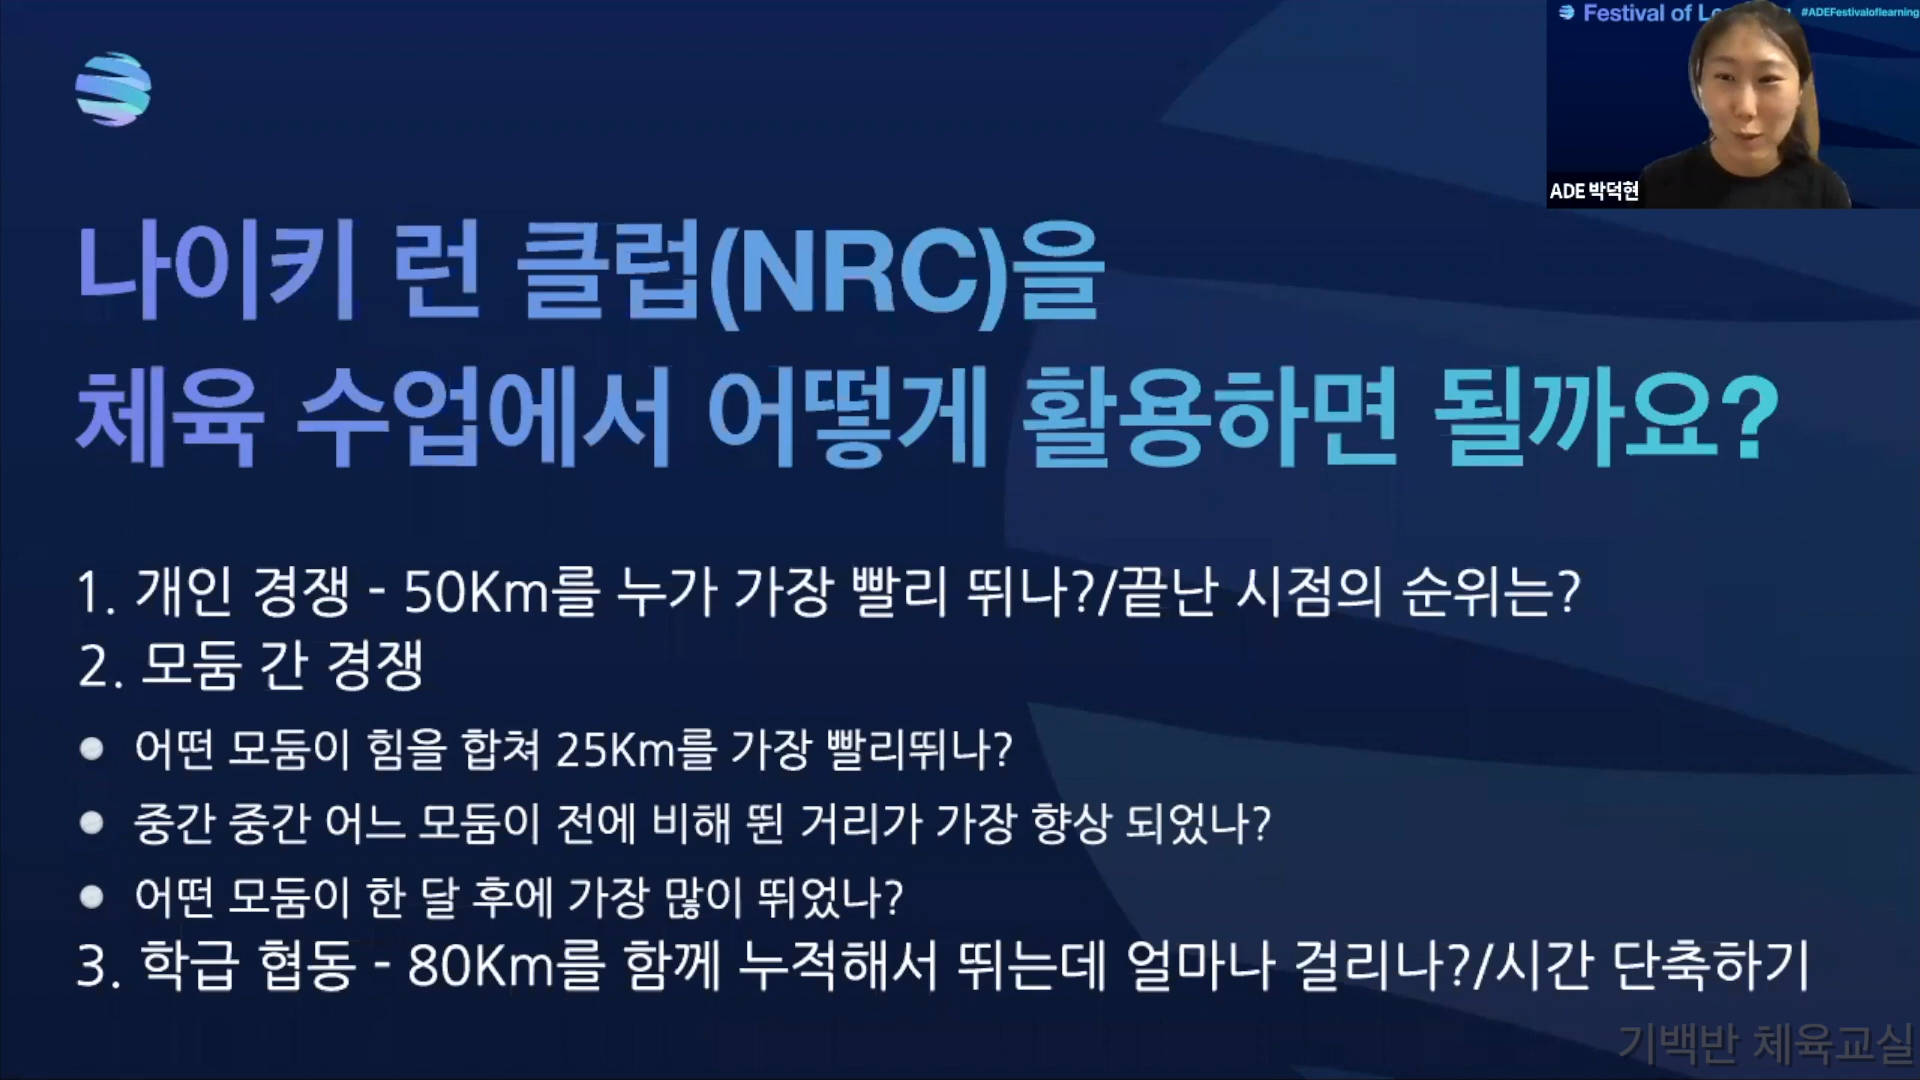 Festival of #ADEFestivaloflearning
ADE 박덕현
나이키 런 클럽(NRC)을
체육 수업에서 어떻게 활용하면 될까요?
1. 개인 경쟁 - 50Km를 누가 가장 빨리 뛰나?/끝난 시점의 순위는?
2. 모둠 간 경쟁
어떤 모둠이 힘을 합쳐 25Km를 가장 빨리뛰나?
중간 중간 어느 모둠이 전에 비해 뛴 거리가 가장 향상 되었나?
어떤 모둠이 한 달 후에 가장 많이 뛰었나?
3. 학급 협동 - 80Km를 함께 누적해서 뛰는데 얼마나 걸리나?/시간 단축하기
기백반 체육교실